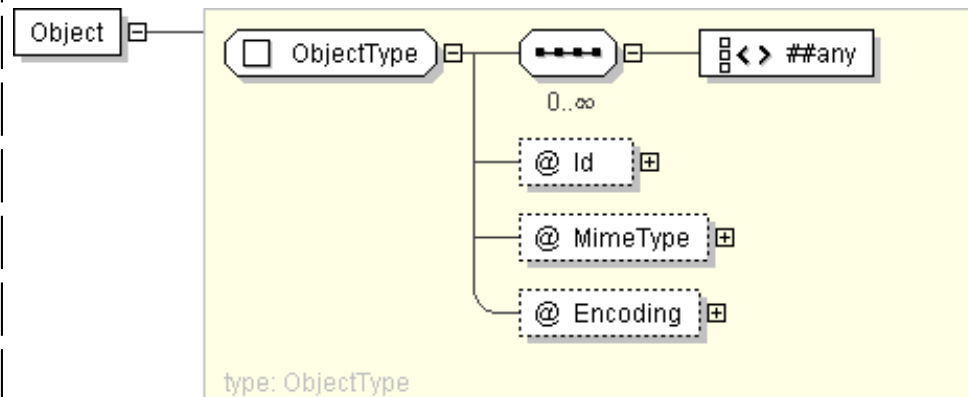 Object
ObjectType
##any
0..∞
@ Id
@ MimeType
@ Encoding
type: ObjectType